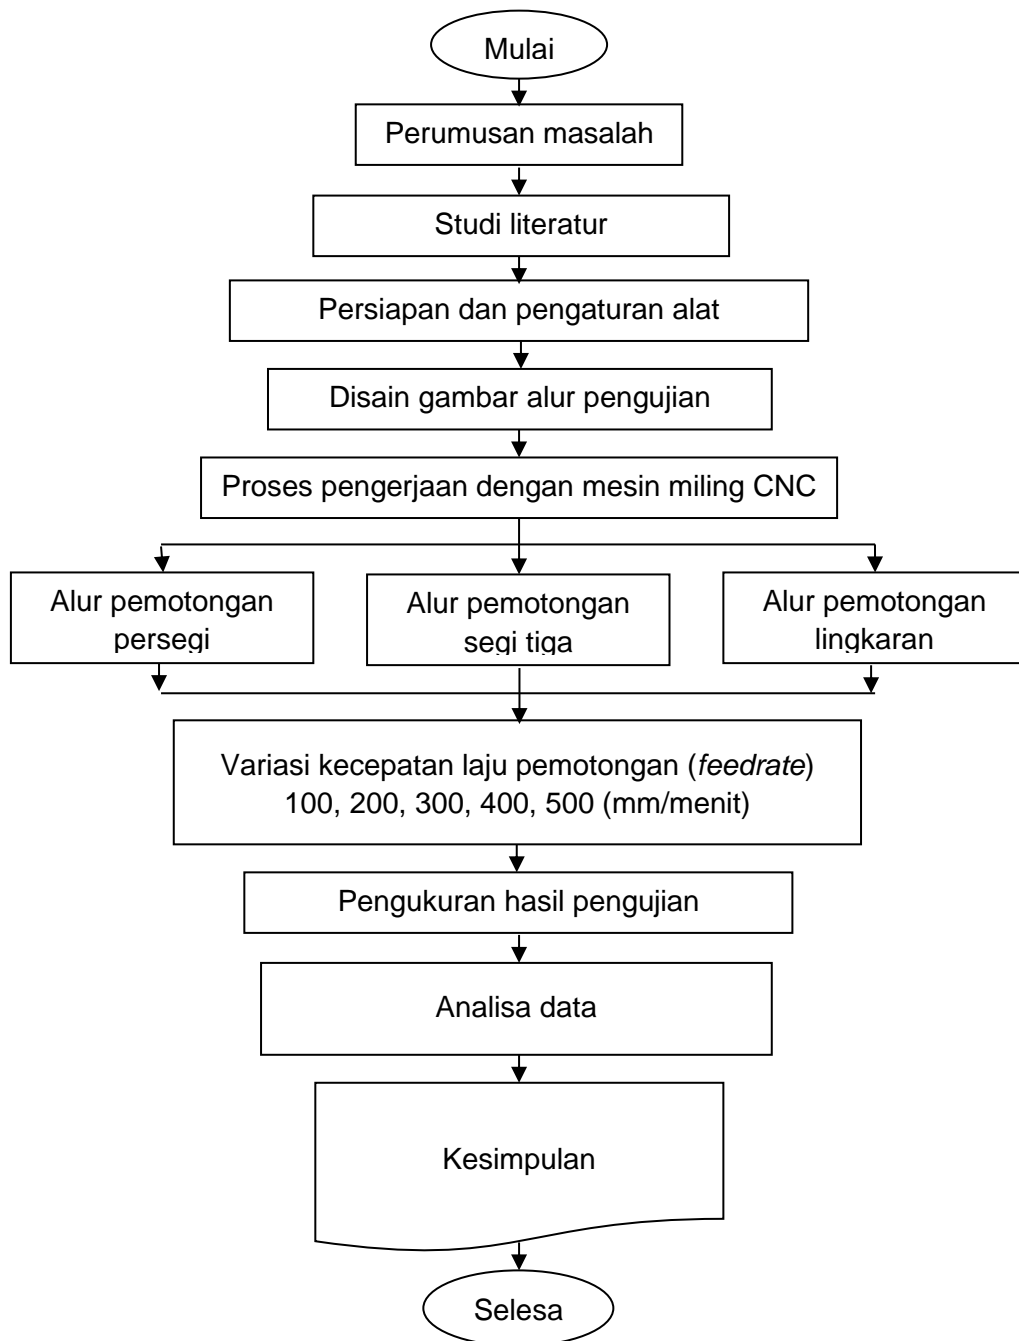 Mulai
Perumusan masalah
Studi literatur
Persiapan dan pengaturan alat
Disain gambar alur pengujian
Proses pengerjaan dengan mesin miling CNC
Alur pemotongan
persegi
Alur pemotongan
segi tiga
Alur pemotongan
lingkaran
Variasi kecepatan laju pemotongan (feedrate)
100, 200, 300, 400, 500 (mm/menit)
Pengukuran hasil pengujian
Analisa data
Kesimpulan
Selesa